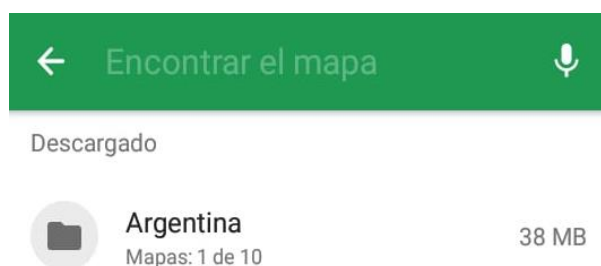 Encontrar el mapa
Descargado
Argentina
38 MB
Mapas: 1 de 10